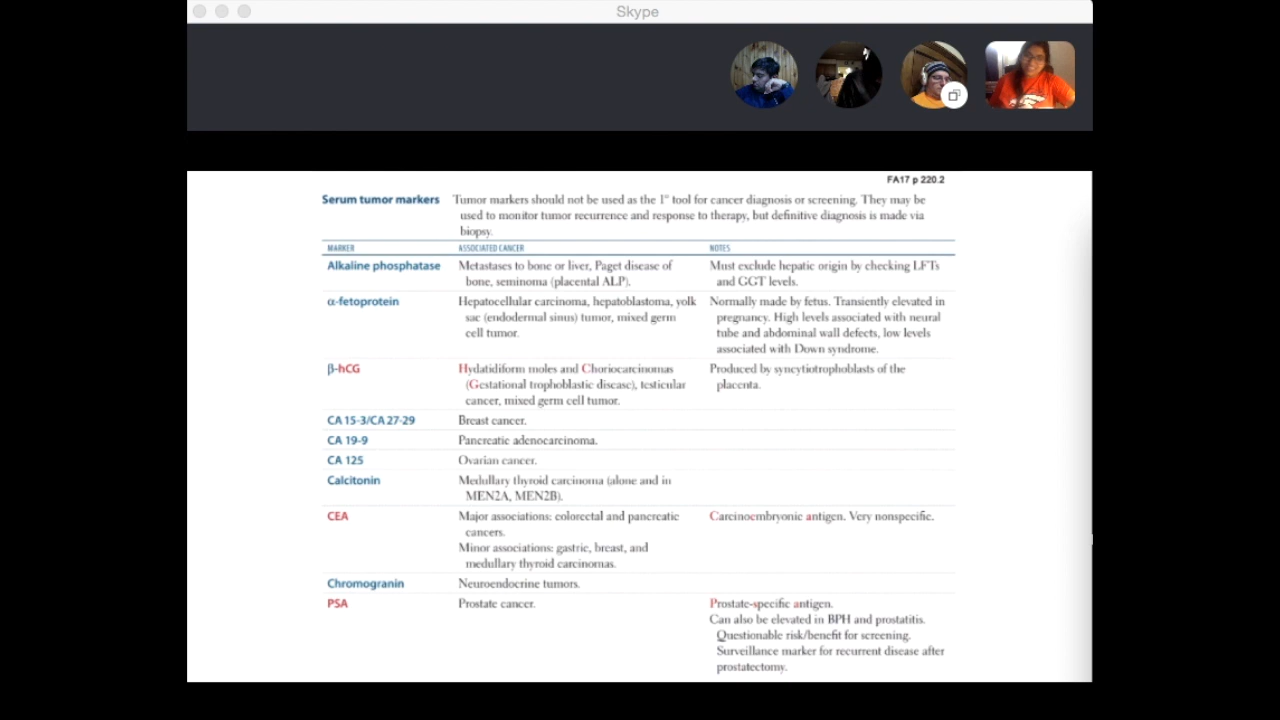 Skype
FA17 p 220.2
Serum tumor markers Tumor markers should not be used as the 1st tool for cancer diagnosis or screening. They may be
used to monitor tumor recurrence and response to therapy, but definitive diagnosis is made via
biopsy.
MARKER ASSOCIATED CANCER NOTES
Alkaline phosphatase Metastases to bone or liver, Paget disease of Must exclude hepatic origin by checking LFTs
bone, seminoma (placental ALP). and GGT levels.
α-fetoprotein Hepatocellular carcinoma, hepatoblastoma, yolk Normally made by fetus. Transiently elevated in
sac (endodermal sinus) tumor, mixed germ pregnancy. High levels associated with neural
cell tumor. tube and abdominal wall defects, low levels
associated with Down syndrome.
β-hCG Hydatidiform moles and Choriocarcinomas Produced by syncytiotrophoblasts of the
(Gestational trophoblastic disease), testicular placenta.
cancer, mixed germ cell tumor.
CA 15-3/CA 27-29 Breast cancer.
CA 19-9 Pancreatic adenocarcinoma.
CA 125 Ovarian cancer.
Calcitonin Medullary thyroid carcinoma (alone and in
MEN2A, MEN2B).
CEA Major associations: colorectal and pancreatic Carcinoembryonic antigen. Very nonspecific.
cancers.
Minor associations: gastric, breast, and
medullary thyroid carcinomas.
Chromogranin Neuroendocrine tumors.
PSA Prostate cancer. Prostate-specific antigen.
Can also be elevated in BPH and prostatitis.
Questionable risk/benefit for screening.
Surveillance marker for recurrent disease after
prostatectomy.